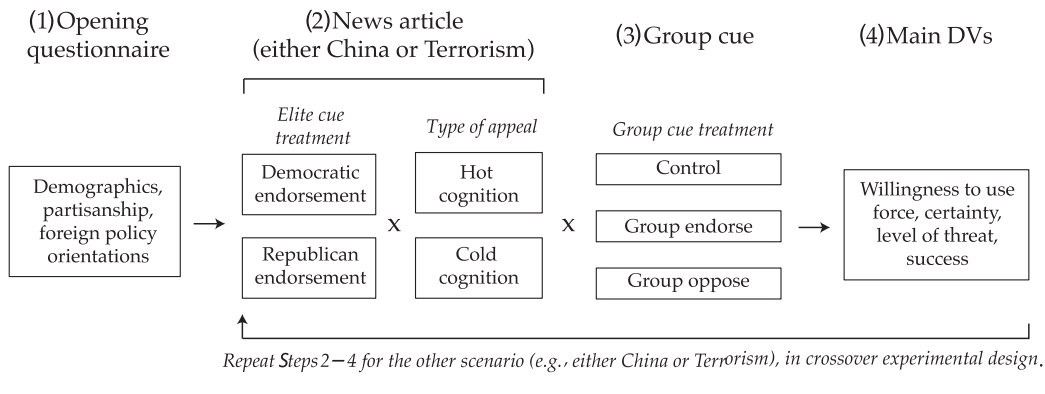 (1) Opening
questionnaire
(2) News article
(either China or Terrorism)
(3) Group cue
(4) Main DVs
Elite cue
treatment
Type of appeal
Group cue treatment
Demographics,
partisanship,
foreign policy
orientations
Democratic
endorsement
Republican
endorsement
x
Hot
cognition
Cold
cognition
x
Control
Group endorse
Group oppose
Willingness to use
force, certainty,
level of threat,
success
Repeat Steps 2–4 for the other scenario (e.g., either China or Terrorism), in crossover experimental design.